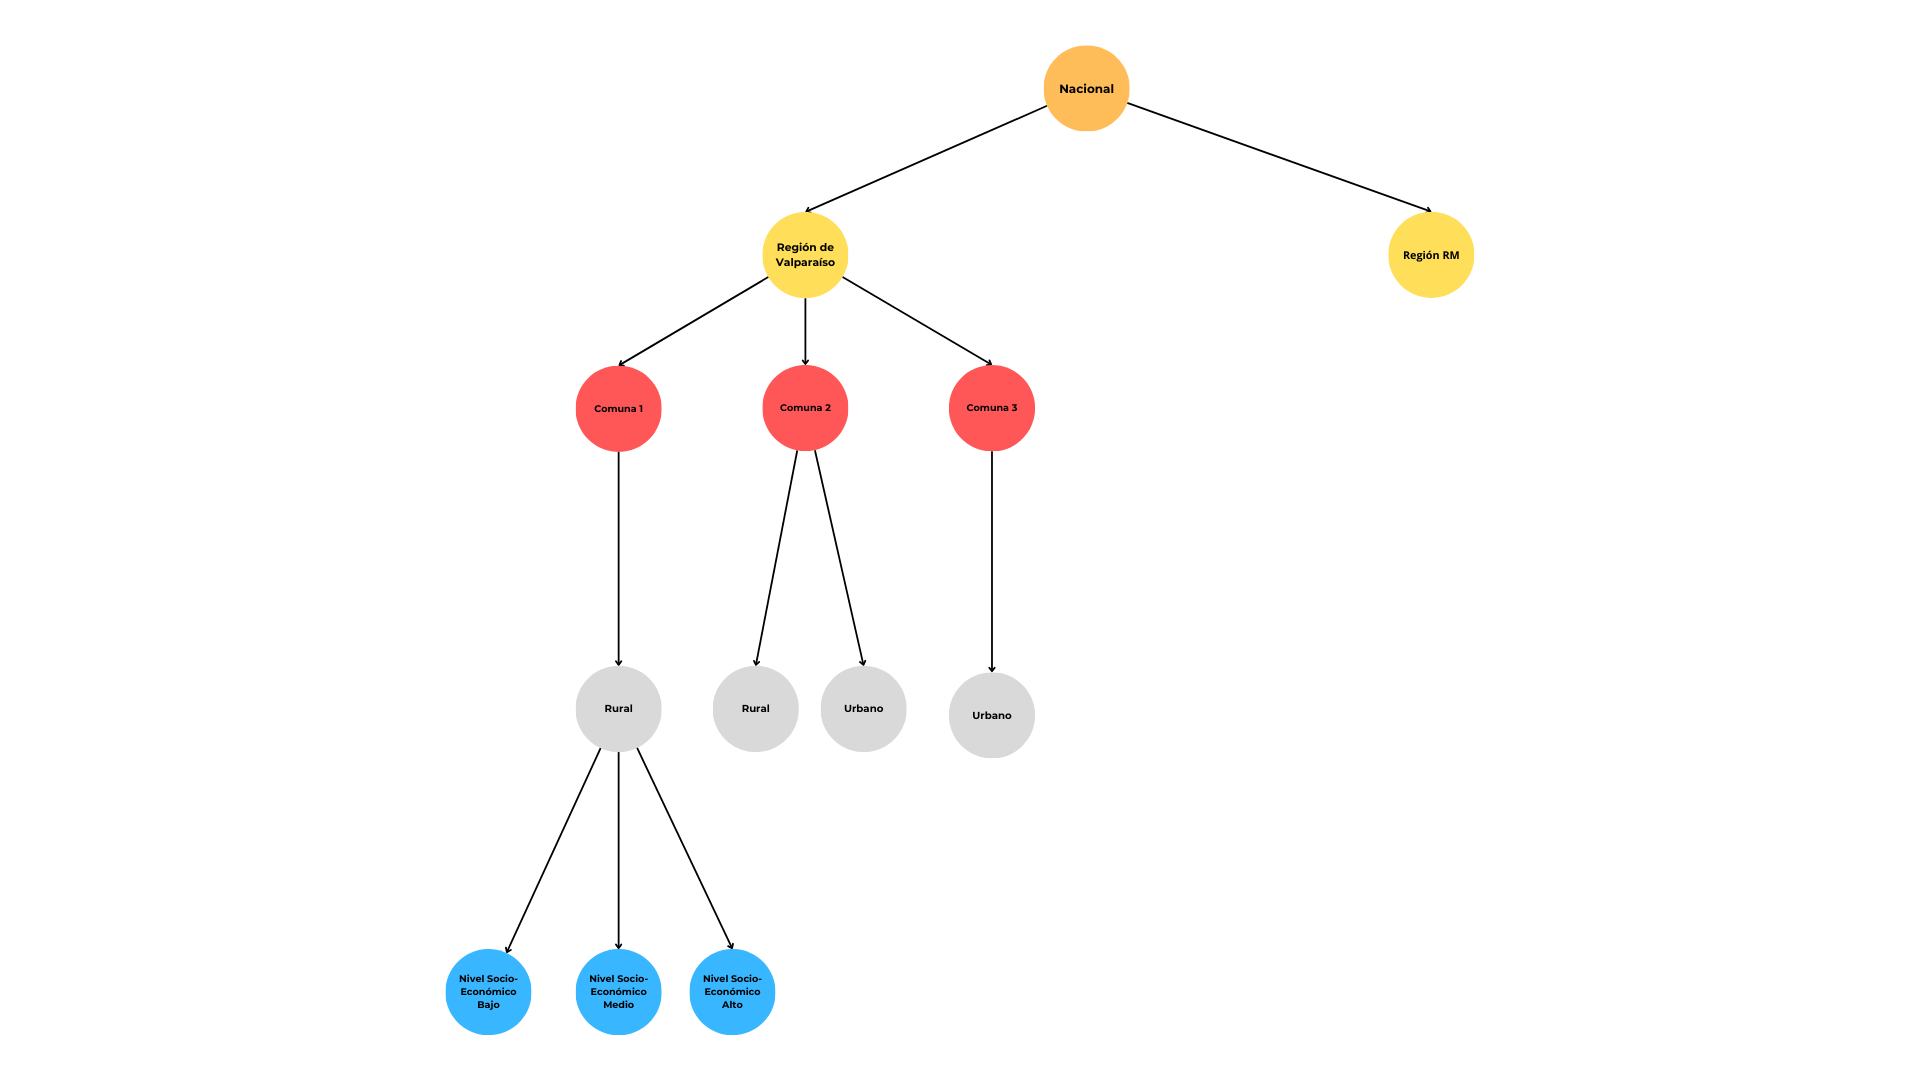 Nacional
Región de
Valparaíso
Región RM
Comuna 1
Comuna 2
Comuna 3
Rural
Rural
Urbano
Urbano
Nivel Socio-
Económico
Bajo
Nivel Socio-
Económico
Medio
Nivel Socio-
Económico
Alto